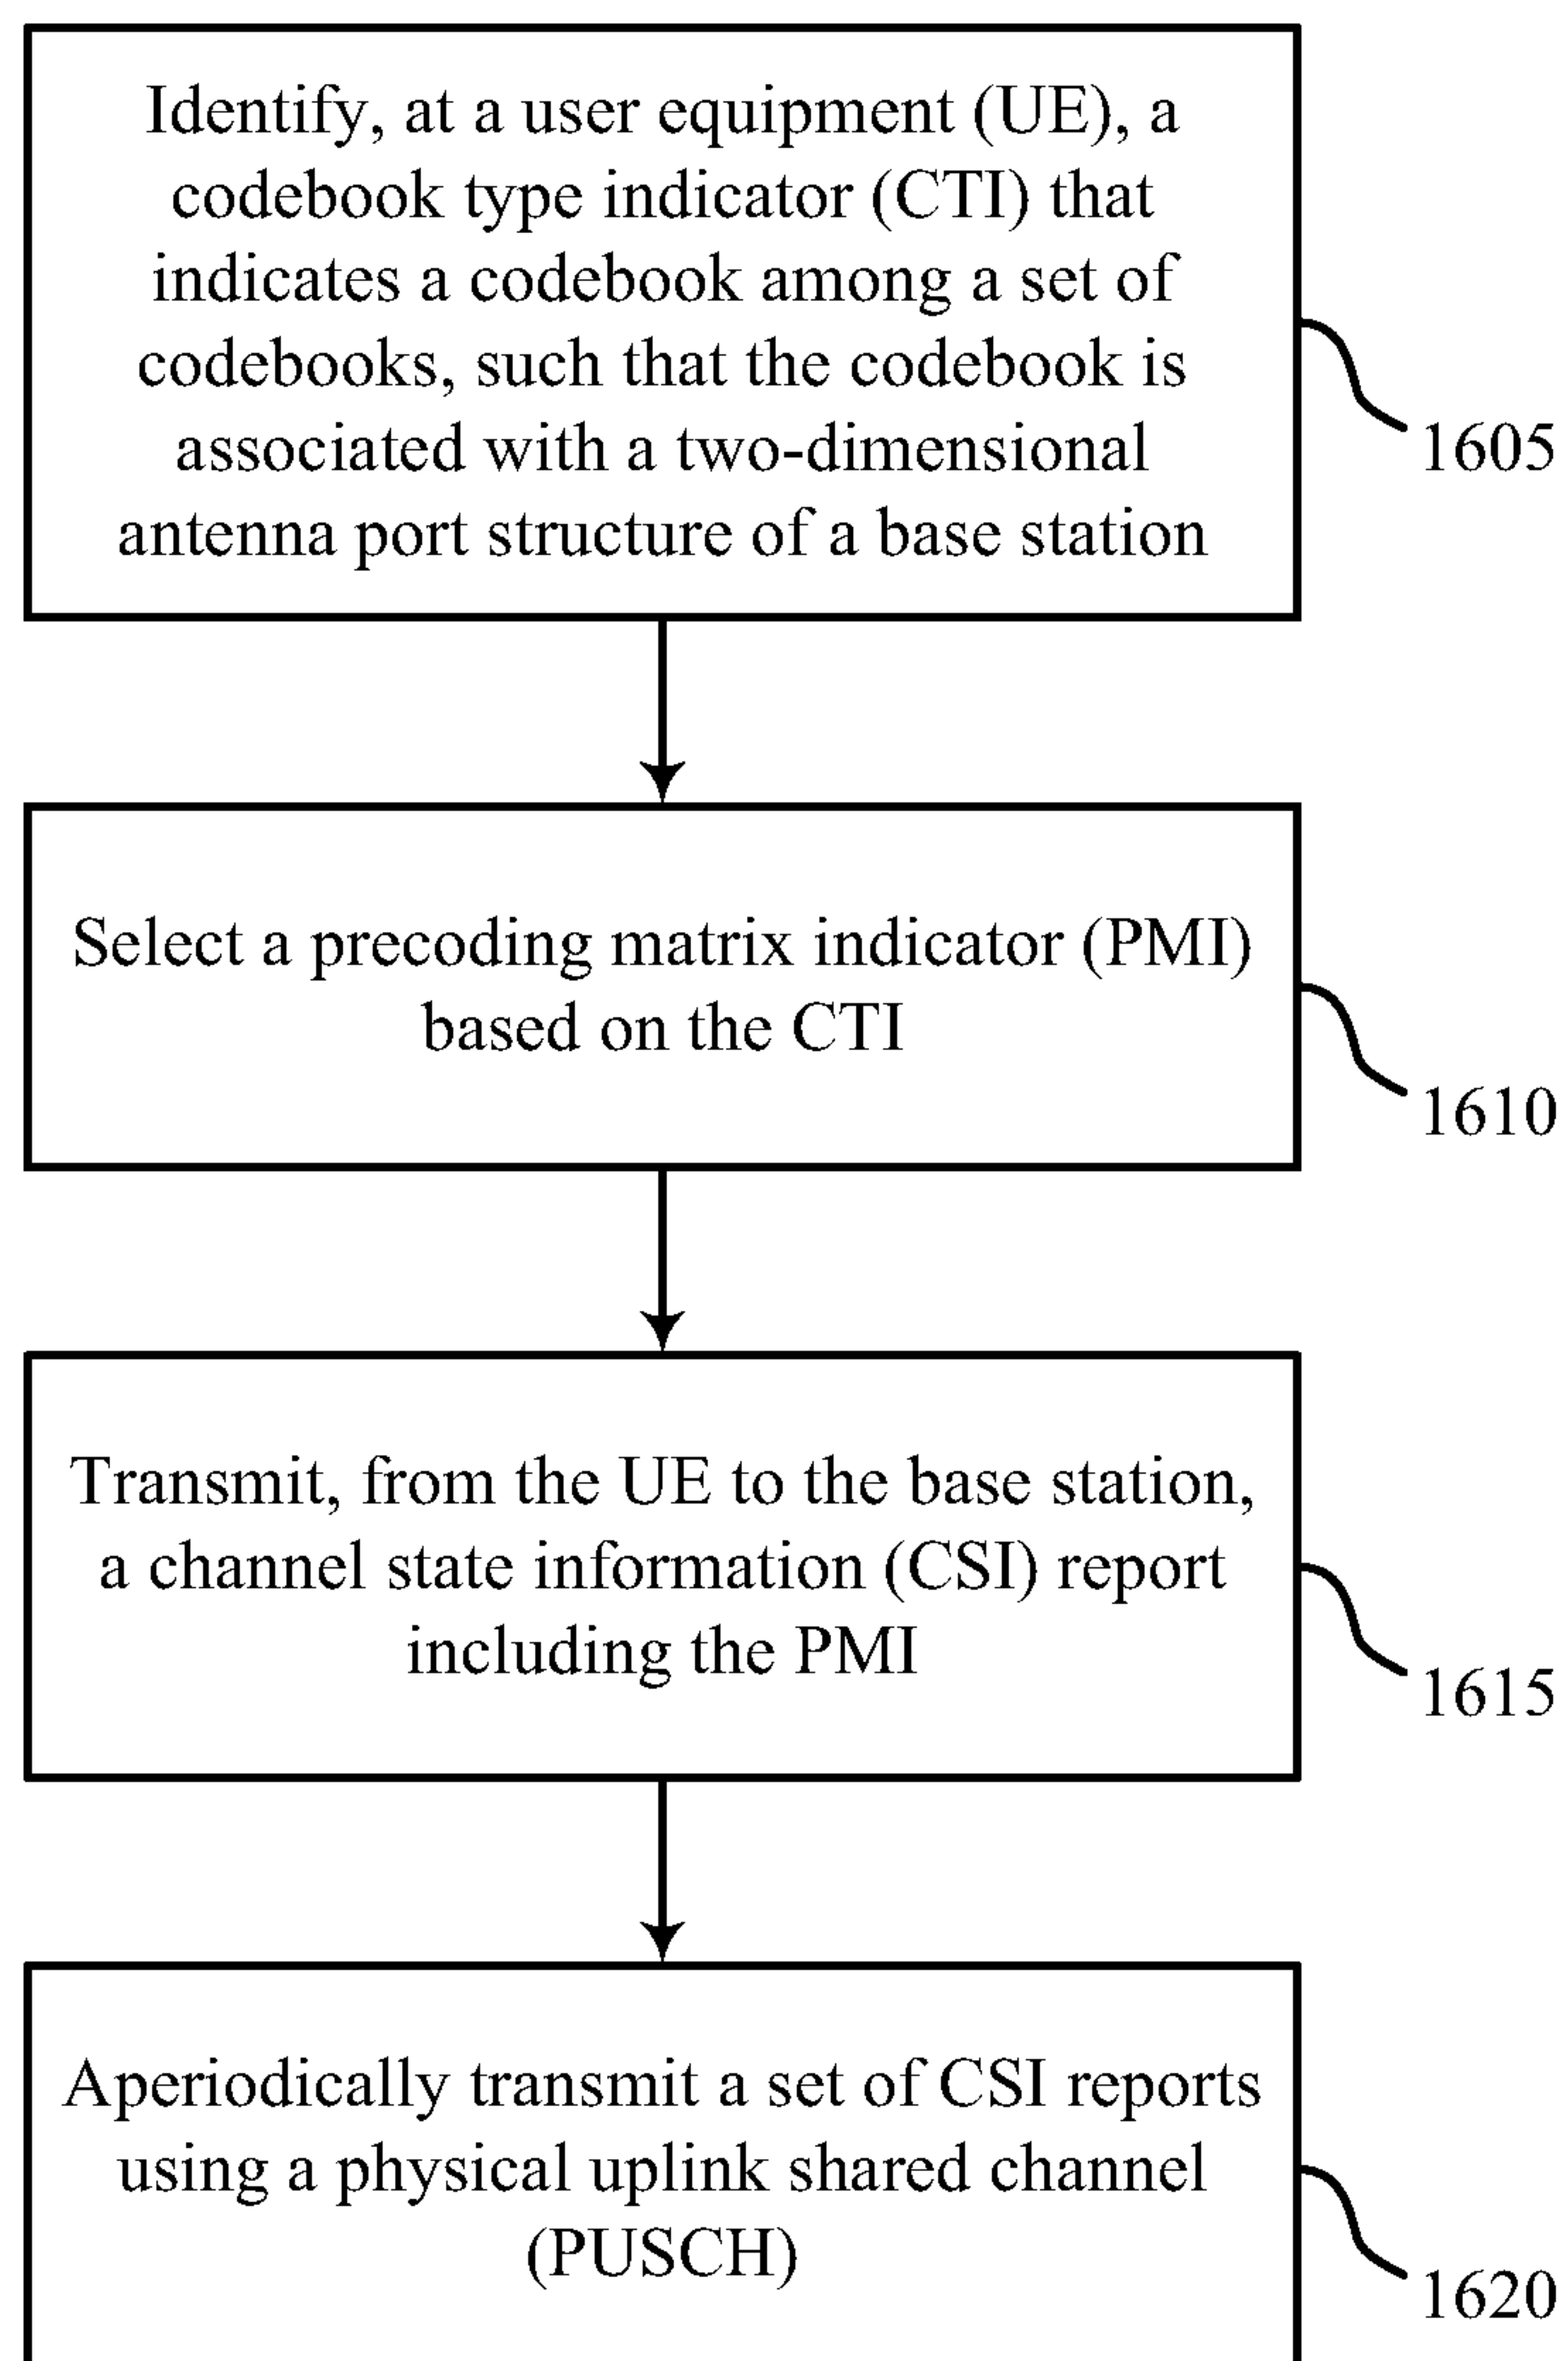 Identify, at a user equipment (UE), a
codebook type indicator (CTI) that
indicates a codebook among a set of
codebooks, such that the codebook is
associated with a two-dimensional
antenna port structure of a base station
1605
Select a precoding matrix indicator (PMI)
based on the CTI
1610
Transmit, from the UE to the base station,
a channel state information (CSI) report
including the PMI
1615
Aperiodically transmit a set of CSI reports
using a physical uplink shared channel
(PUSCH)
1620